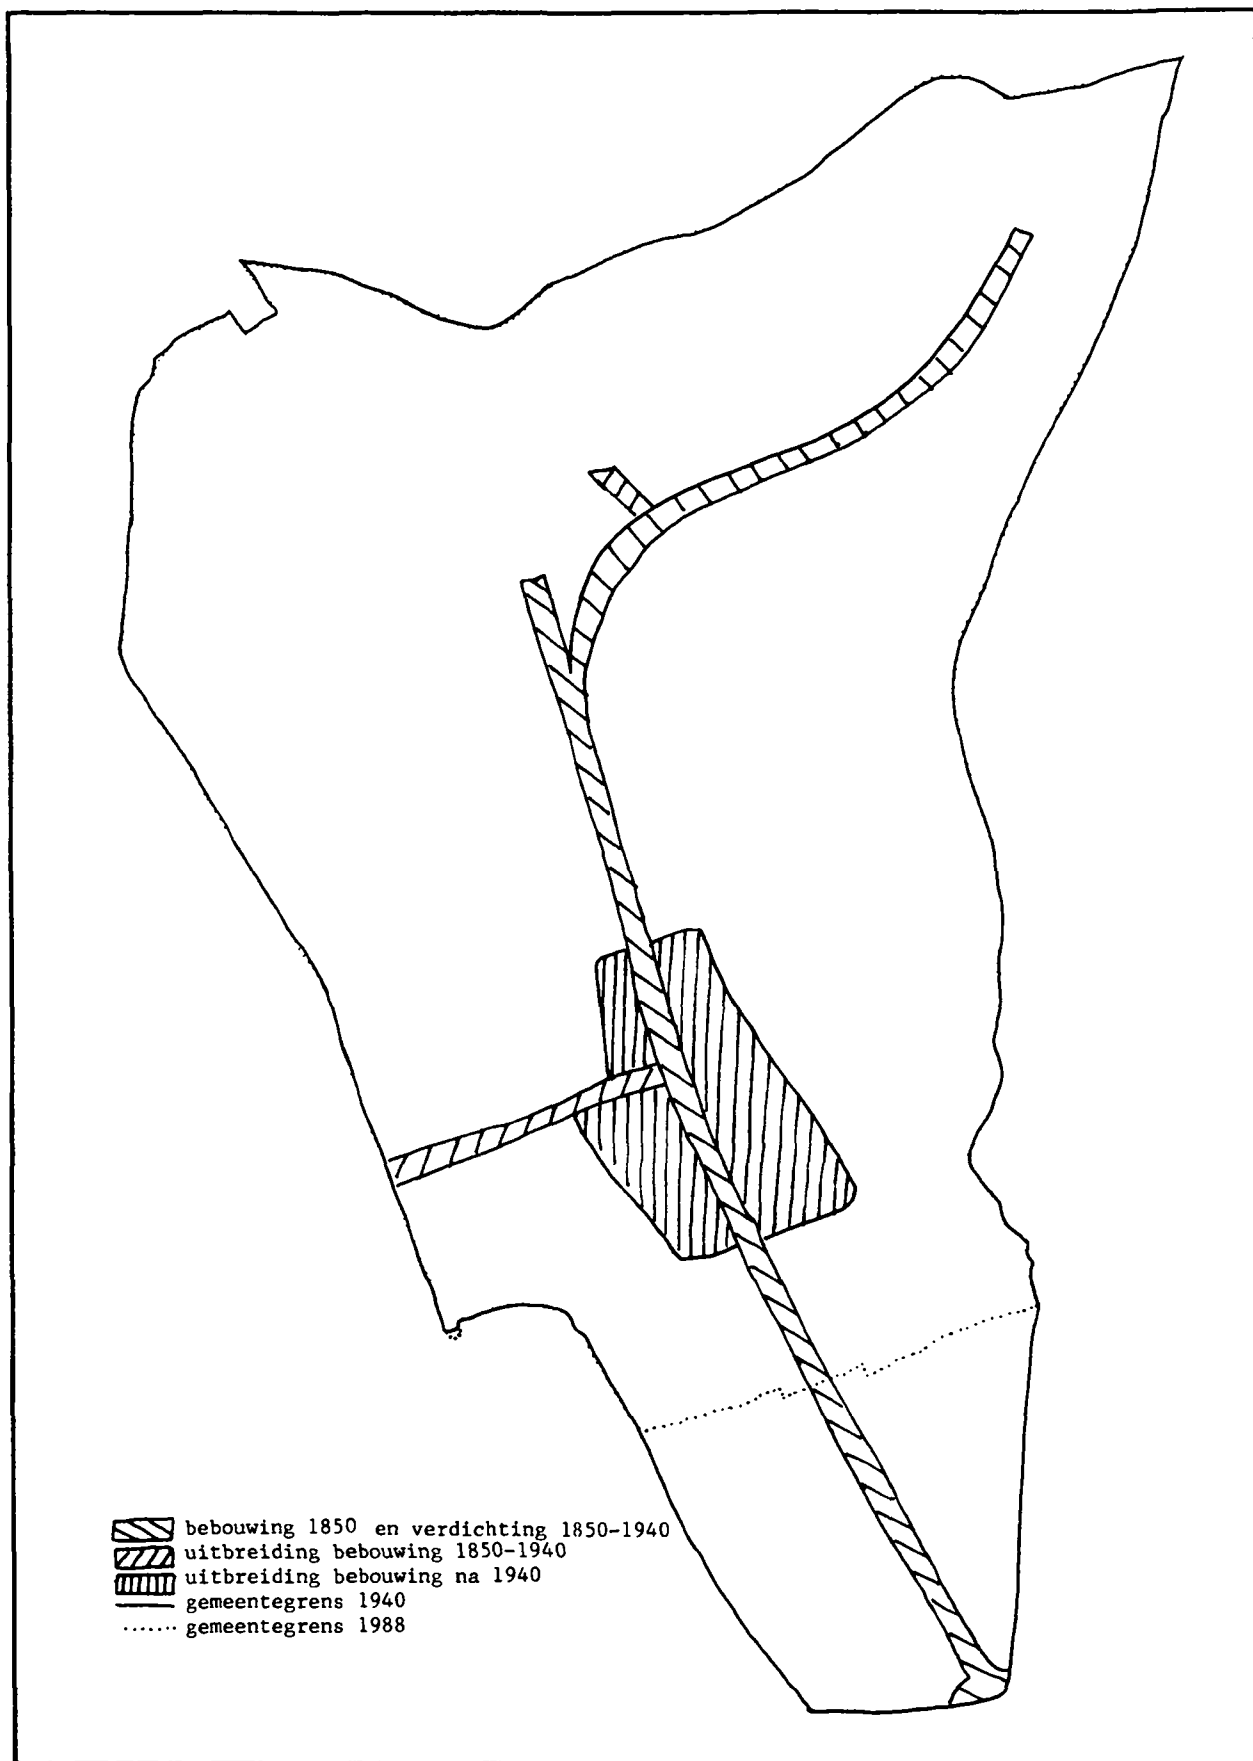 bebouwing 1850 en verdichting 1850-1940
uitbreiding bebouwing 1850-1940
uitbreiding bebouwing na 1940
gemeentegrens 1940
gemeentegrens 1988